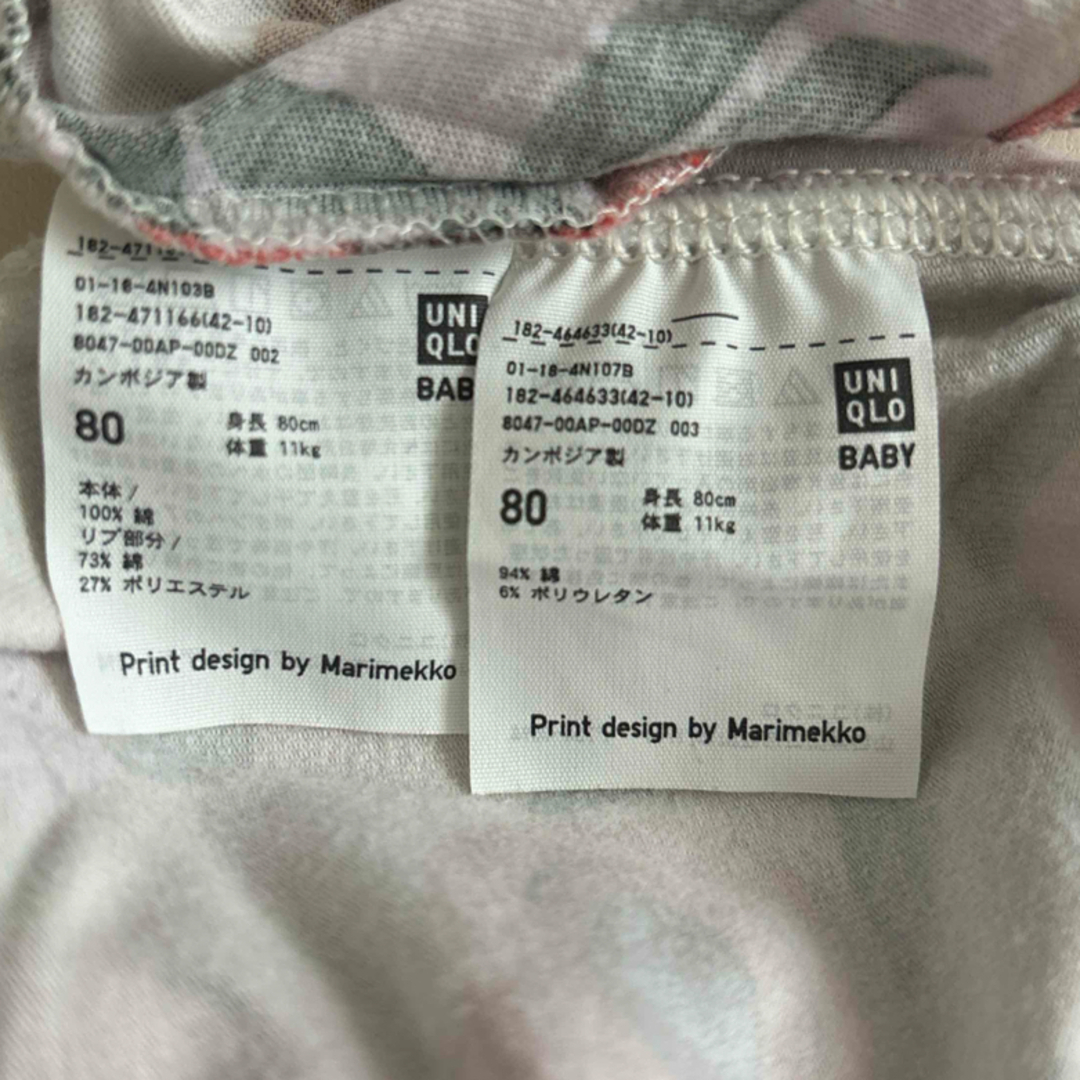 01-18-4N103B
182-471166(42-10)
8047-00AP-00DZ 002
カンボジア製
80
身長 80cm
体重 11kg
UNI
QLO
BAB
本体 /
100% 綿
リブ部分 /
73% 綿
27% ポリエステル
Print design by Marimekko
182-464633(42-10)
01-18-4N107B
182-464633(42-10)
8047-00AP-00DZ 003
カンボジア製
80
身長 80cm
体重 11kg
UNI
QLO
BABY
94% 綿
6% ポリウレタン
Print design by Marimekko